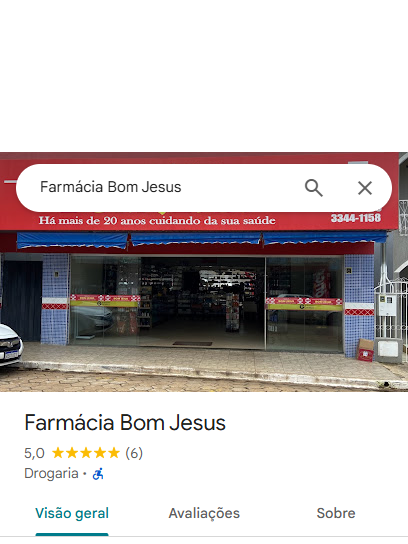 Farmácia Bom Jesus
Há mais de 20 anos cuidando da sua saúde
3344-1158
Farmácia Bom Jesus
5,0 (6)
Drogaria ·
Visão geral
Avaliações
Sobre